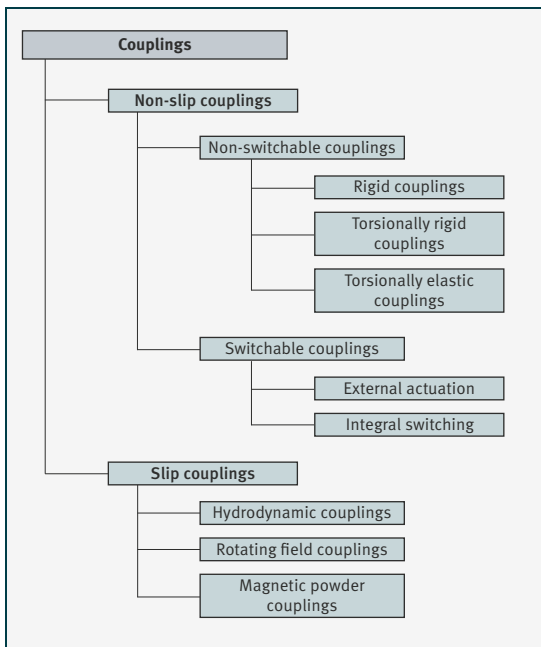 Couplings
Non-slip couplings
Non-switchable couplings
Rigid couplings
Torsionally rigid
couplings
Torsionally elastic
couplings
Switchable couplings
External actuation
Integral switching
Slip couplings
Hydrodynamic couplings
Rotating field couplings
Magnetic powder
couplings